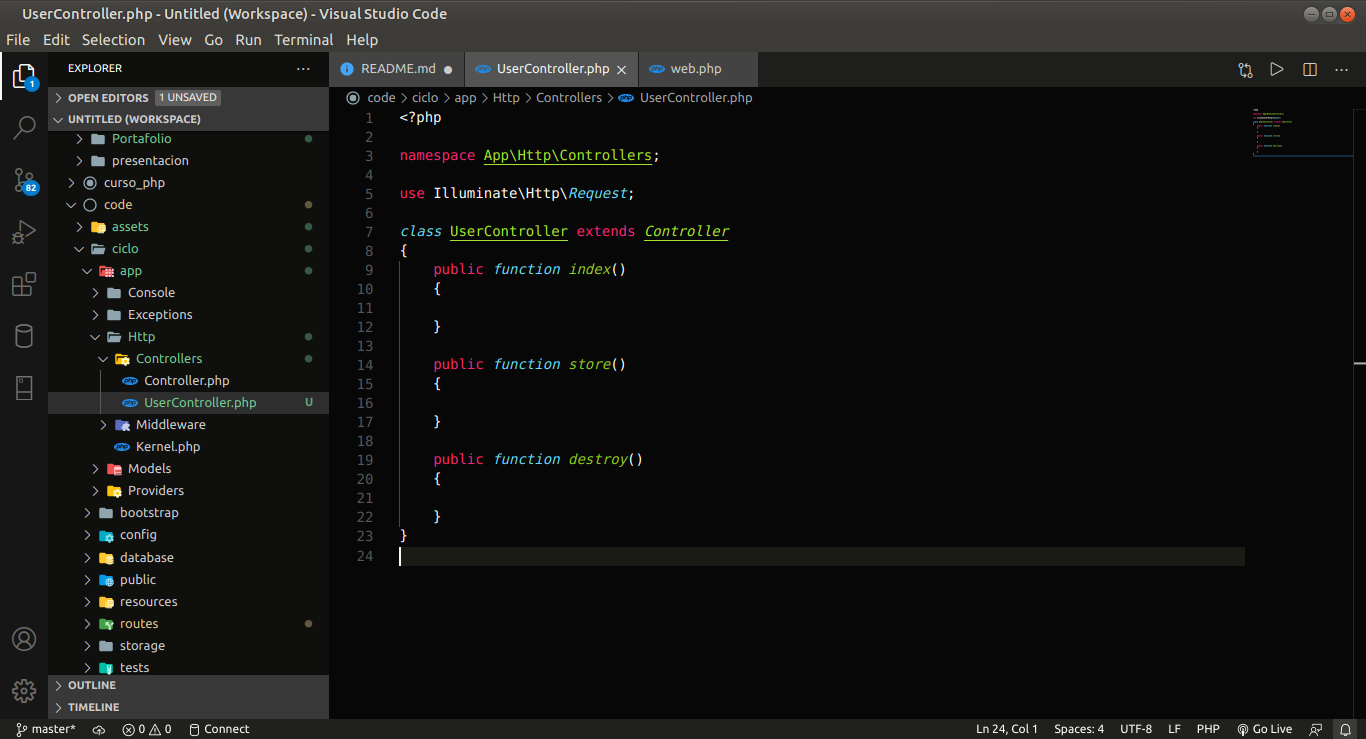 UserController.php - Untitled (Workspace) - Visual Studio Code
File Edit Selection View Go Run Terminal Help
1
82
EXPLORER
OPEN EDITORS 1 UNSAVED
UNTITLED (WORKSPACE)
Portafolio
presentacion
curso_php
code
assets
ciclo
app
Console
Exceptions
Http
Controllers
php Controller.php
php UserController.php U
Middleware
php Kernel.php
Models
Providers
bootstrap
config
database
public
resources
routes
storage
tests
OUTLINE
TIMELINE
README.md
php UserController.php
php web.php
code > ciclo > app > Http > Controllers > php UserController.php
1 <?php
2
3 namespace App\Http\Controllers;
4
5 use Illuminate\Http\Request;
6
7 class UserController extends Controller
8 {
9 public function index()
10 {
11
12 }
13
14 public function store()
15 {
16
17 }
18
19 public function destroy()
20 {
21
22 }
23 }
24
master* 0 0 Connect
Ln 24, Col 1 Spaces: 4 UTF-8 LF PHP Go Live